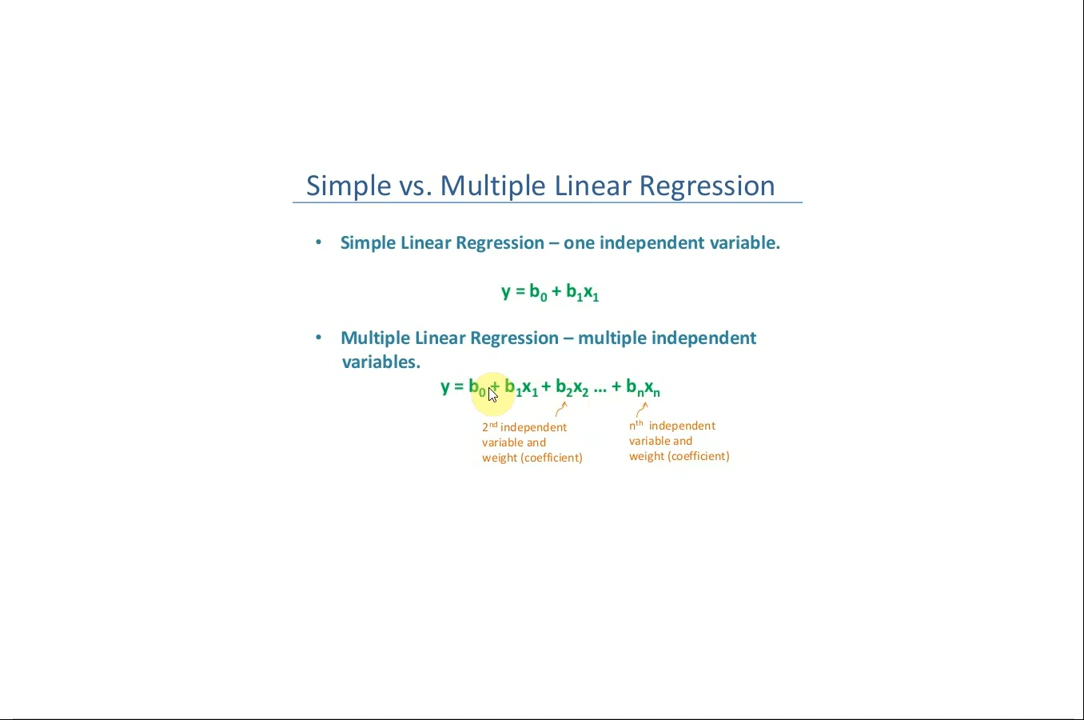 Simple vs. Multiple Linear Regression
• Simple Linear Regression – one independent variable.
y = b₀ + b₁x₁
• Multiple Linear Regression – multiple independent
variables.
y = b₀ + b₁x₁ + b₂x₂ ... + bₙxₙ
2ⁿᵈ independent
variable and
weight (coefficient)
nᵗʰ independent
variable and
weight (coefficient)